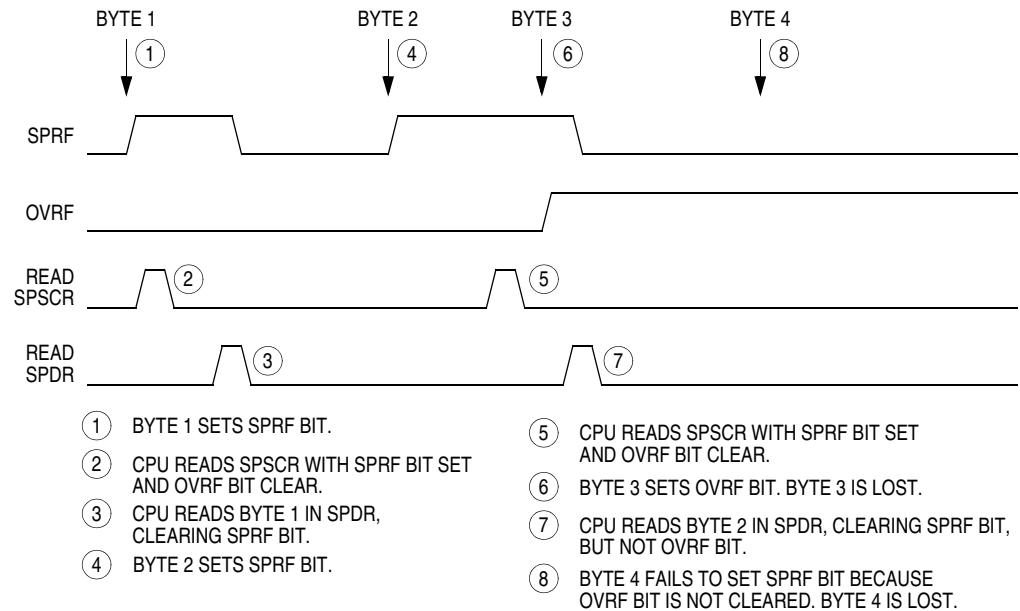 BYTE 1 BYTE 2 BYTE 3 BYTE 4
1 4 6 8
SPRF
OVRF
READ
SPSCR
2 5
READ
SPDR
3 7
1 BYTE 1 SETS SPRF BIT.
2 CPU READS SPSCR WITH SPRF BIT SET
AND OVRF BIT CLEAR.
3 CPU READS BYTE 1 IN SPDR,
CLEARING SPRF BIT.
4 BYTE 2 SETS SPRF BIT.
5 CPU READS SPSCR WITH SPRF BIT SET
AND OVRF BIT CLEAR.
6 BYTE 3 SETS OVRF BIT. BYTE 3 IS LOST.
7 CPU READS BYTE 2 IN SPDR, CLEARING SPRF BIT,
BUT NOT OVRF BIT.
8 BYTE 4 FAILS TO SET SPRF BIT BECAUSE
OVRF BIT IS NOT CLEARED. BYTE 4 IS LOST.